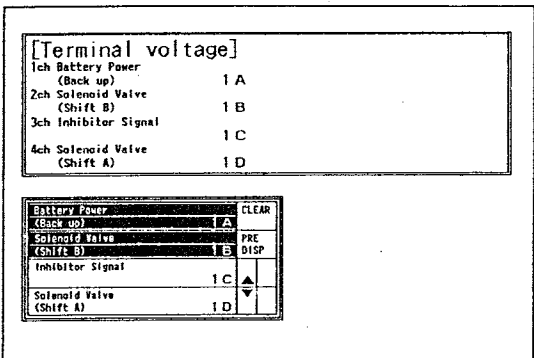 [Terminal voltage]
1ch Battery Power
(Back up) 1A
2ch Solenoid Valve
(Shift B) 1B
3ch Inhibitor Signal
1C
4ch Solenoid Valve
(Shift A) 1D
Battery Power CLEAR
(Back up) 1A
Solenoid Valve PRE
(Shift B) 1B DISP
Inhibitor Signal
1C
Solenoid Valve
(Shift A) 1D